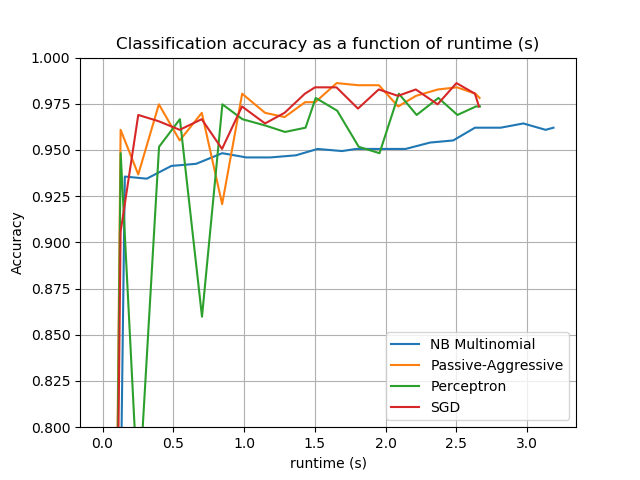 Classification accuracy as a function of runtime (s)
1.000
0.975
0.950
0.925
0.900
0.875
0.850
0.825
0.800
Accuracy
NB Multinomial
Passive-Aggressive
Perceptron
SGD
0.0 0.5 1.0 1.5 2.0 2.5 3.0
runtime (s)